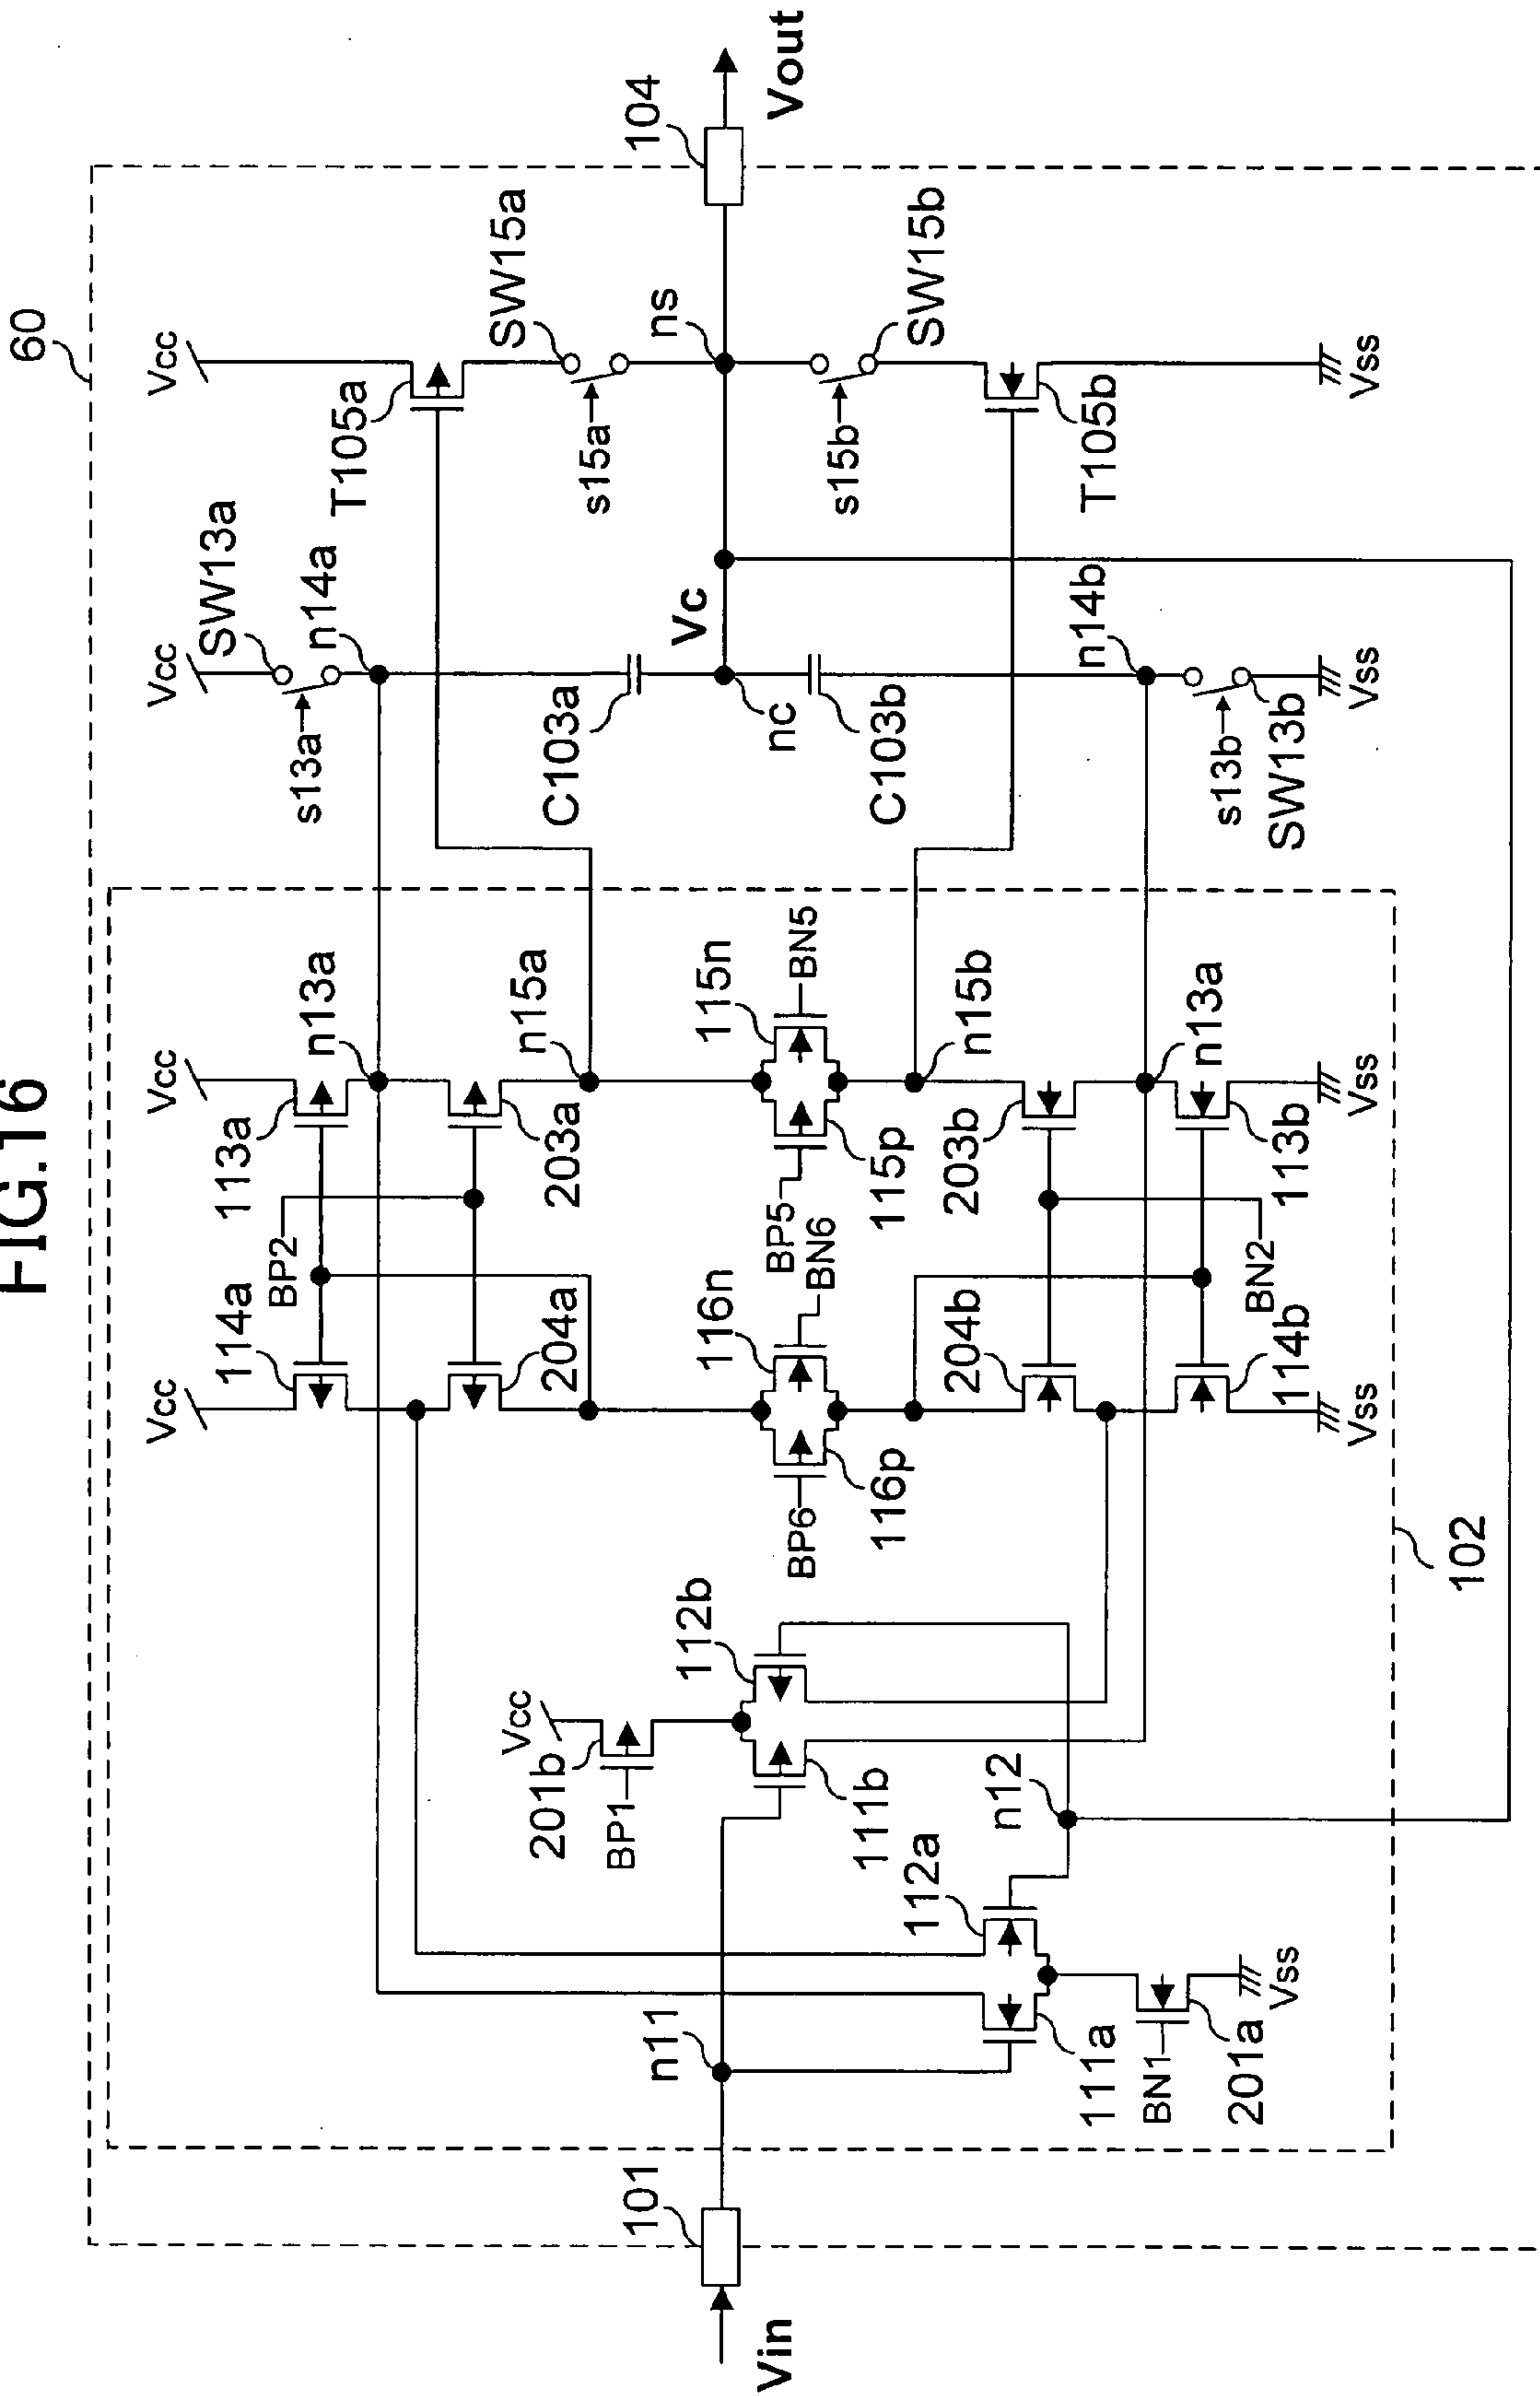 FIG.16
60
Vcc
Vcc
Vcc
Vcc
SW13a
114a
113a
n13a
s13a
n14a
T105a
SW15a
BP2
204a
203a
n15a
s15a
C103a
Vc
ns
104
Vout
Vin
101
n11
Vcc
201b
BP1
112b
111b
n12
112a
111a
BN1
201a
Vss
BP6
116p
116n
BN6
BP5
115p
115n
BN5
nc
C103b
s15b
SW15b
204b
203b
n15b
n14b
T105b
BN2
114b
113b
n13a
s13b
SW13b
Vss
Vss
Vss
Vss
102